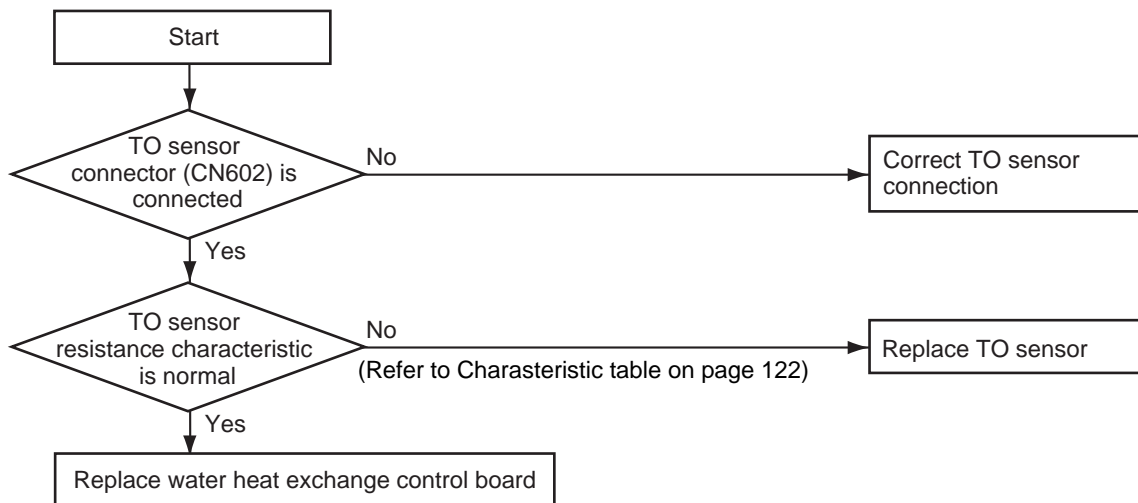 Start
TO sensor
connector (CN602) is
connected
No
Correct TO sensor
connection
Yes
TO sensor
resistance characteristic
is normal
No
(Refer to Charasteristic table on page 122)
Replace TO sensor
Yes
Replace water heat exchange control board